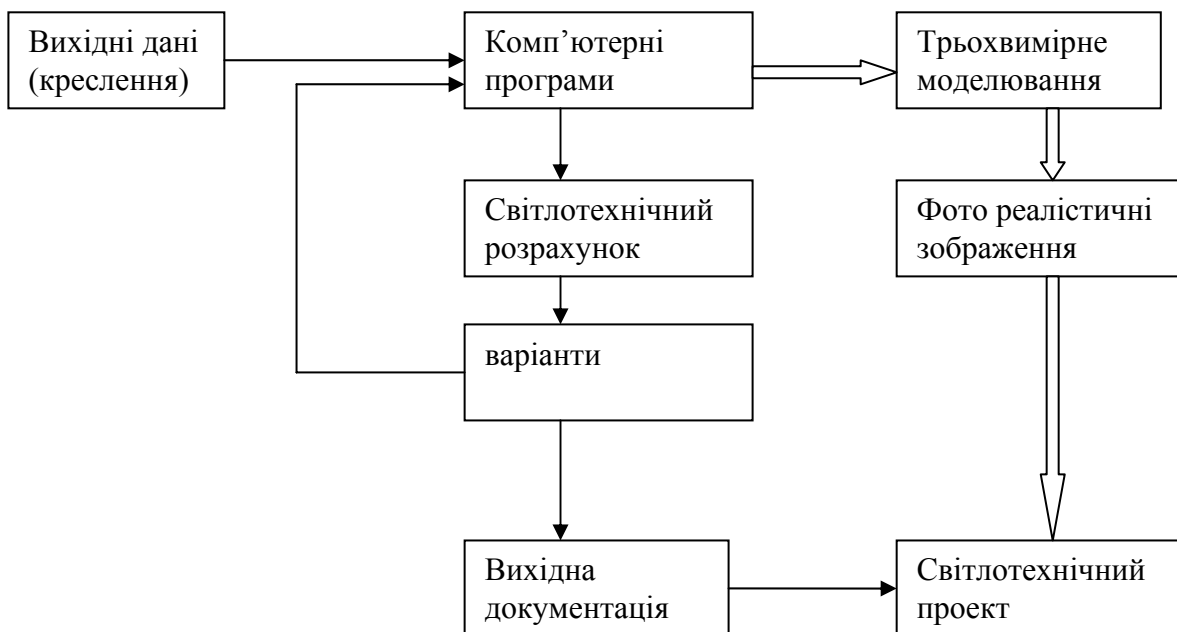 Вихідні дані
(креслення)
Комп’ютерні
програми
Трьохвимірне
моделювання
Світлотехнічний
розрахунок
Фото реалістичні
зображення
варіанти
Вихідна
документація
Світлотехнічний
проект